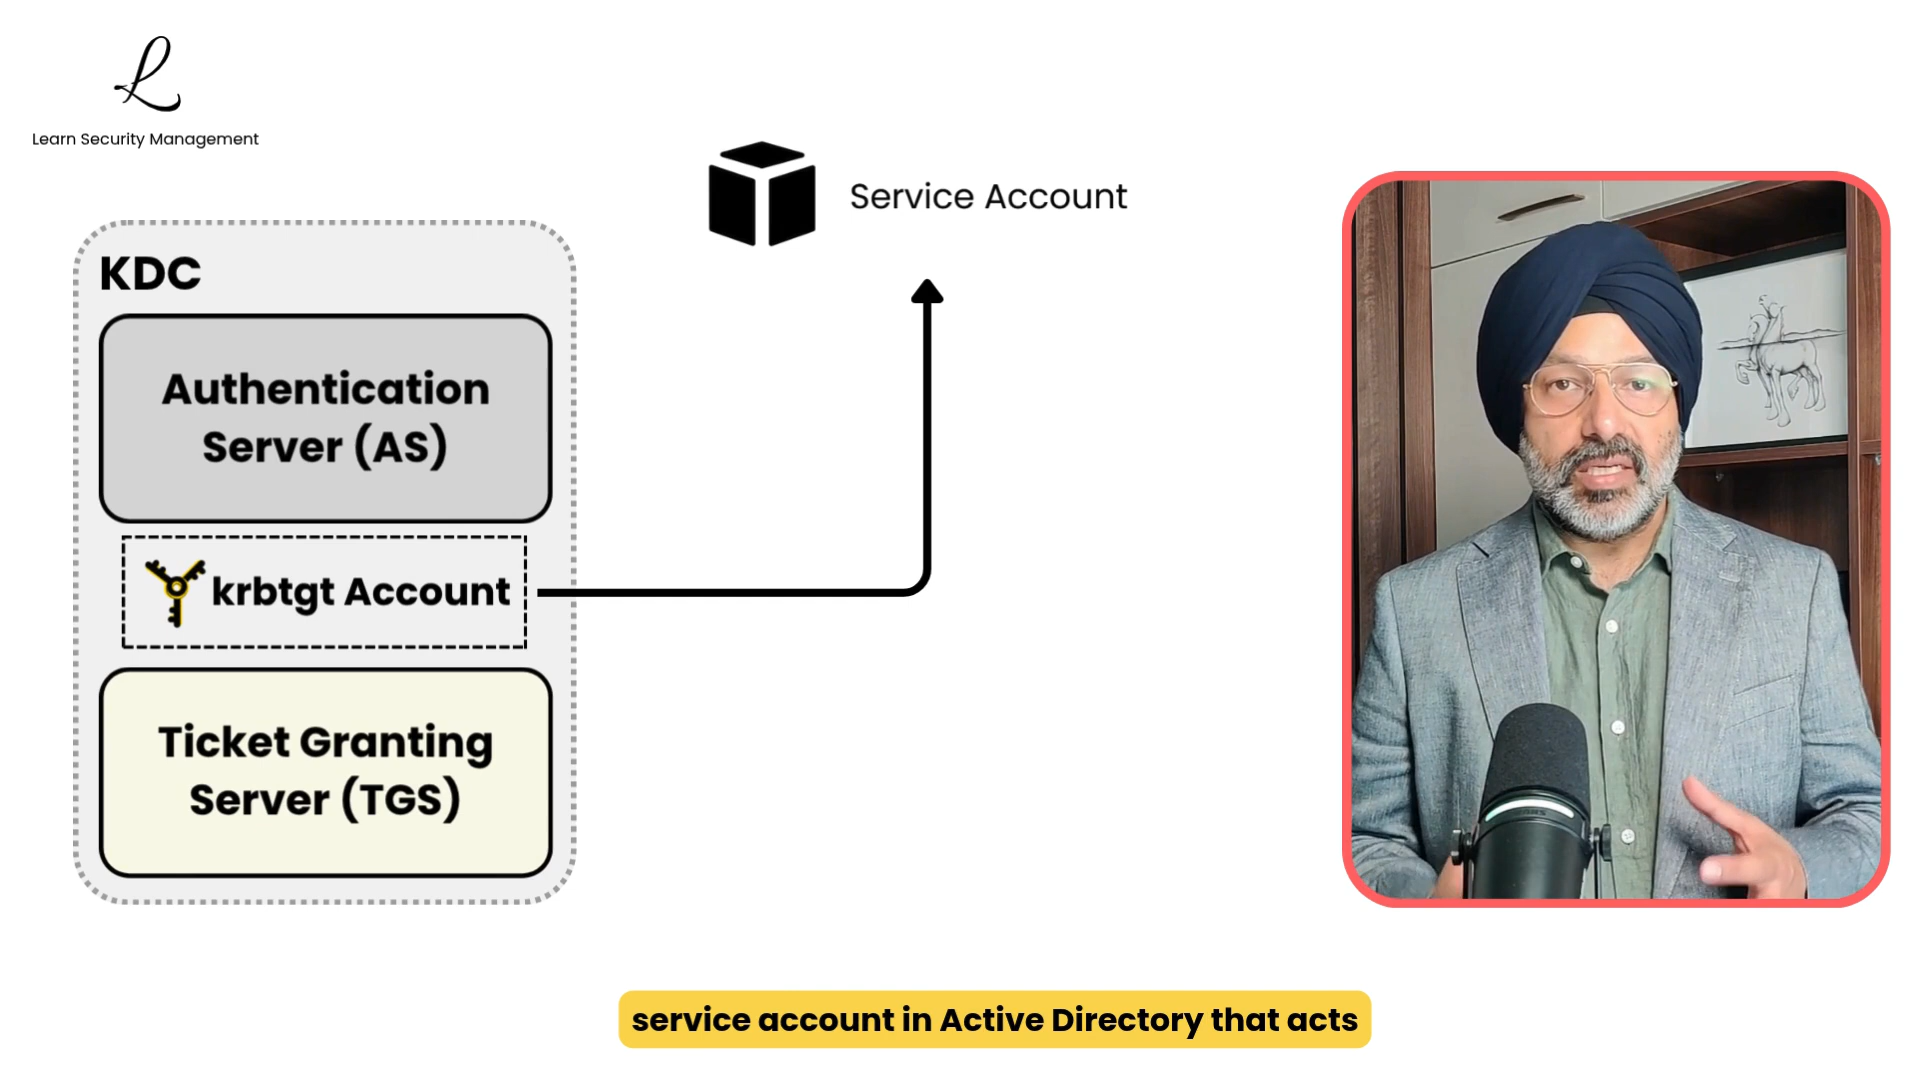 L
Learn Security Management
Service Account
KDC
Authentication
Server (AS)
krbtgt Account
Ticket Granting
Server (TGS)
service account in Active Directory that acts